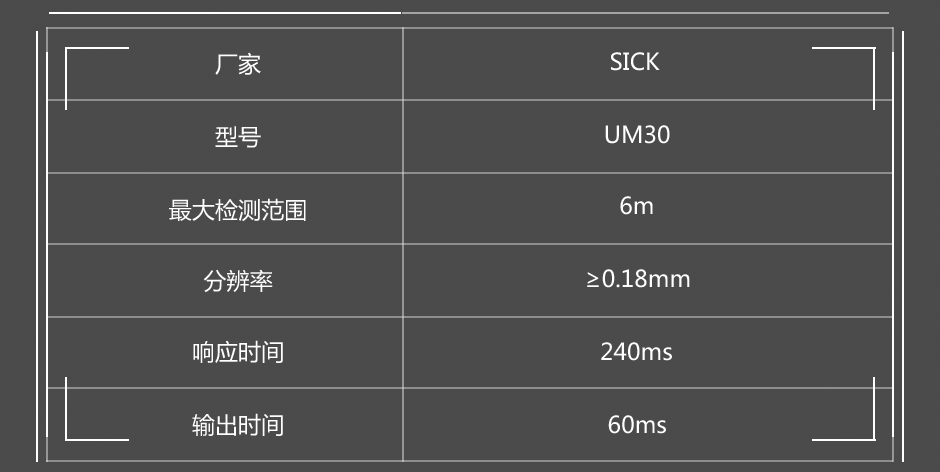 厂家 SICK
型号 UM30
最大检测范围 6m
分辨率 ≥0.18mm
响应时间 240ms
输出时间 60ms